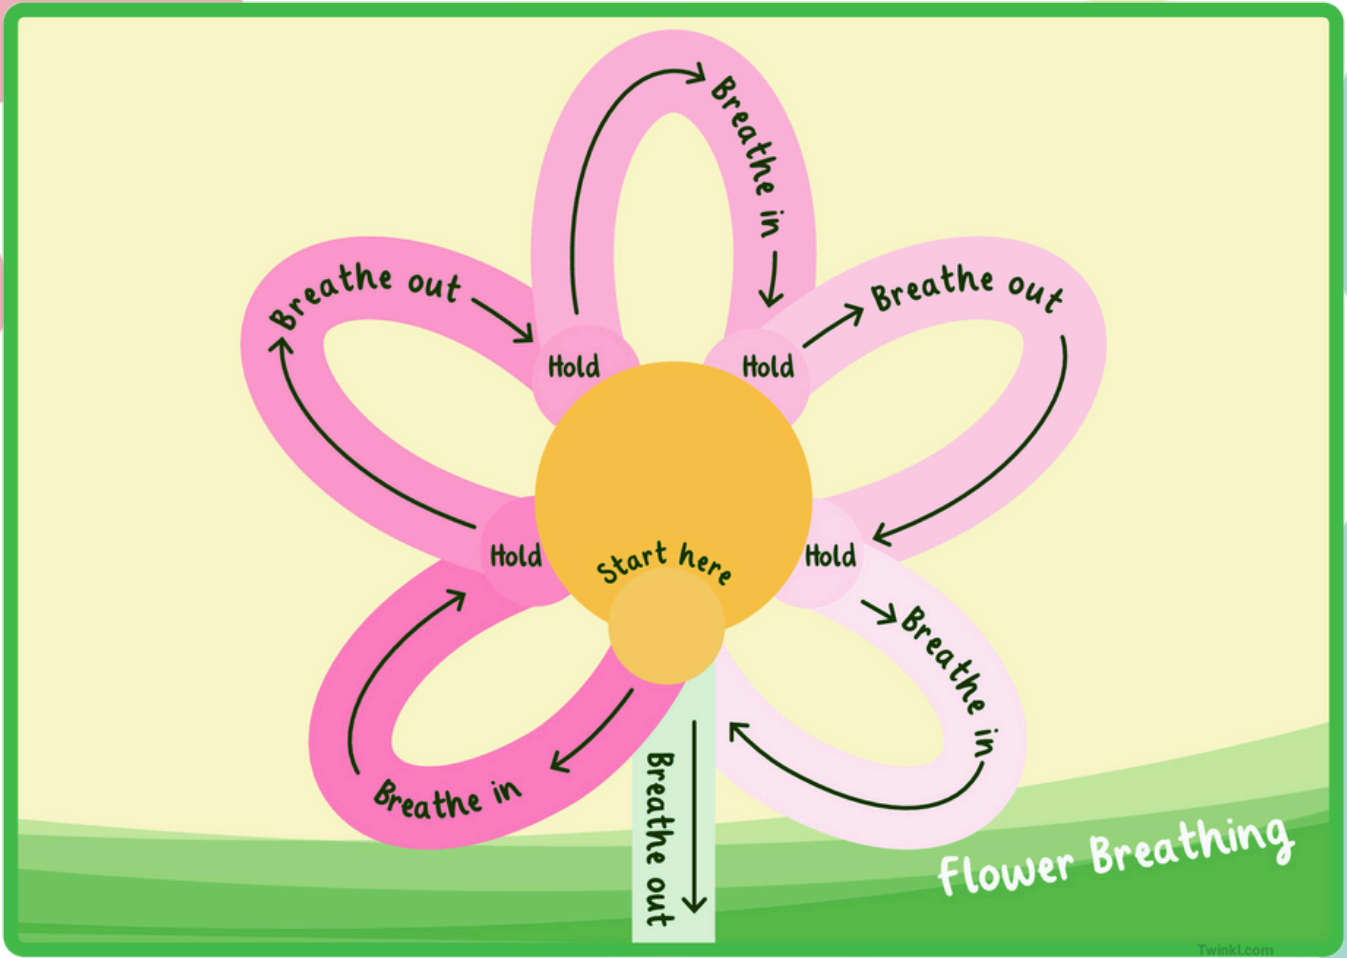 Start here
Breathe in
Hold
Breathe out
Hold
Breathe in
Hold
Breathe out
Hold
Breathe in
Breathe out
Flower Breathing
Twinkl.com